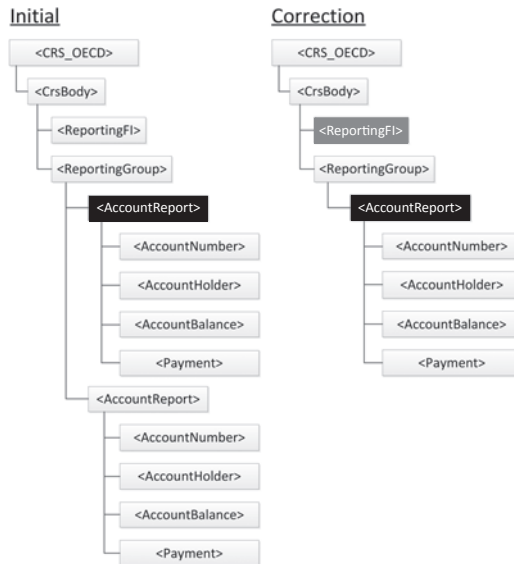 Initial
<CRS_OECD>
<CrsBody>
<ReportingFI>
<ReportingGroup>
<AccountReport>
<AccountNumber>
<AccountHolder>
<AccountBalance>
<Payment>
<AccountReport>
<AccountNumber>
<AccountHolder>
<AccountBalance>
<Payment>
Correction
<CRS_OECD>
<CrsBody>
<ReportingFI>
<ReportingGroup>
<AccountReport>
<AccountNumber>
<AccountHolder>
<AccountBalance>
<Payment>